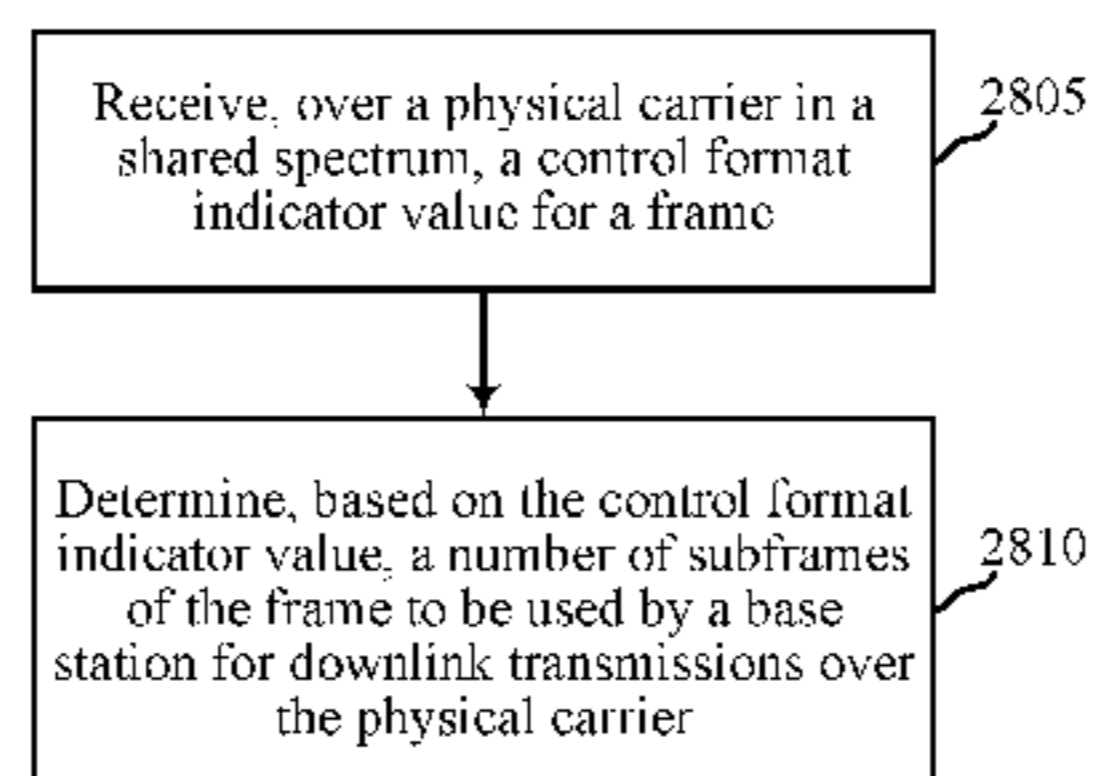 Receive, over a physical carrier in a
shared spectrum, a control format
indicator value for a frame
2805
Determine, based on the control format
indicator value, a number of subframes
of the frame to be used by a base
station for downlink transmissions over
the physical carrier
2810